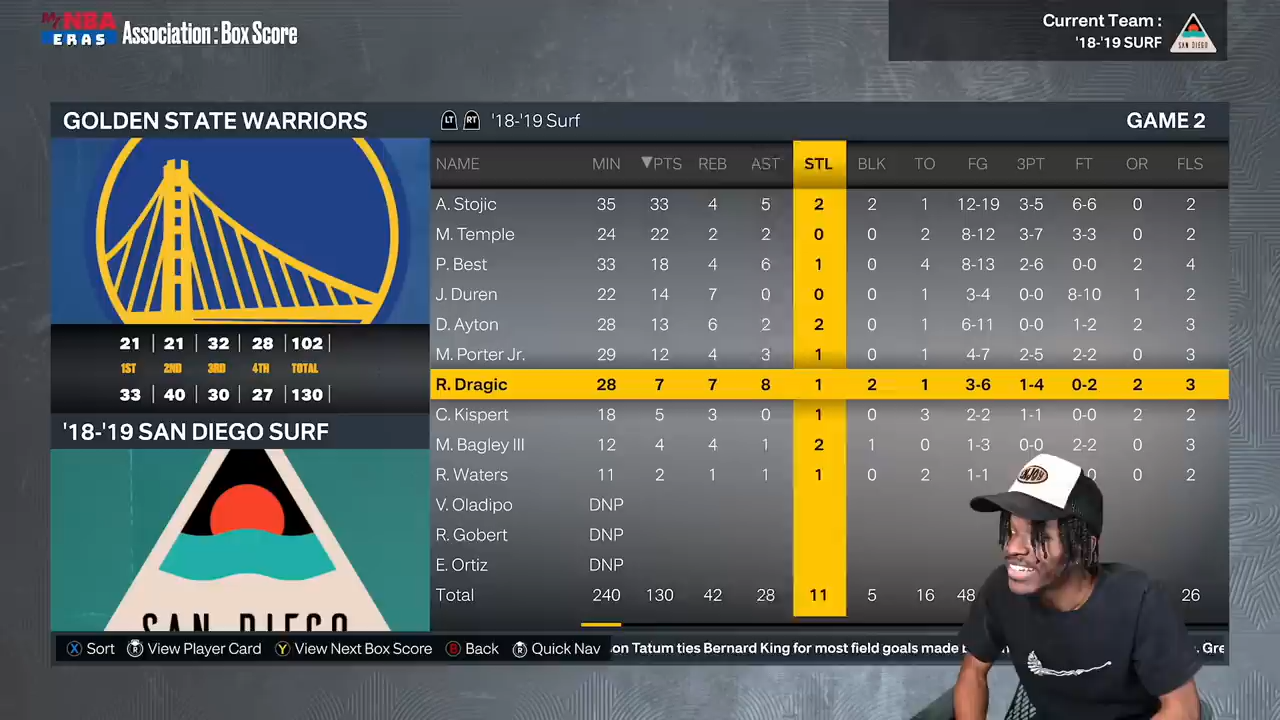 MyNBA ERAS Association: Box Score
Current Team :
'18-'19 SURF
SAN DIEGO
GOLDEN STATE WARRIORS
LT RT '18-'19 Surf GAME 2
NAME MIN ▼PTS REB AST STL BLK TO FG 3PT FT OR FLS
A. Stojic 35 33 4 5 2 2 1 12-19 3-5 6-6 0 2
M. Temple 24 22 2 2 0 0 2 8-12 3-7 3-3 0 2
P. Best 33 18 4 6 1 0 4 8-13 2-6 0-0 2 4
J. Duren 22 14 7 0 0 0 1 3-4 0-0 8-10 1 2
D. Ayton 28 13 6 2 2 0 1 6-11 0-0 1-2 2 3
M. Porter Jr. 29 12 4 3 1 0 1 4-7 2-5 2-2 0 3
R. Dragic 28 7 7 8 1 2 1 3-6 1-4 0-2 2 3
C. Kispert 18 5 3 0 1 0 3 2-2 1-1 0-0 2 2
M. Bagley III 12 4 4 1 2 1 0 1-3 0-0 2-2 0 3
R. Waters 11 2 1 1 1 0 2 1-1 0 0 2
V. Oladipo DNP
R. Gobert DNP
E. Ortiz DNP
Total 240 130 42 28 11 5 16 48 26
21 | 21 | 32 | 28 | 102 |
1ST 2ND 3RD 4TH TOTAL
33 | 40 | 30 | 27 | 130 |
'18-'19 SAN DIEGO SURF
SAN DIEGO
X Sort R View Player Card Y View Next Box Score B Back R Quick Nav
on Tatum ties Bernard King for most field goals made . Gre
ENJOY